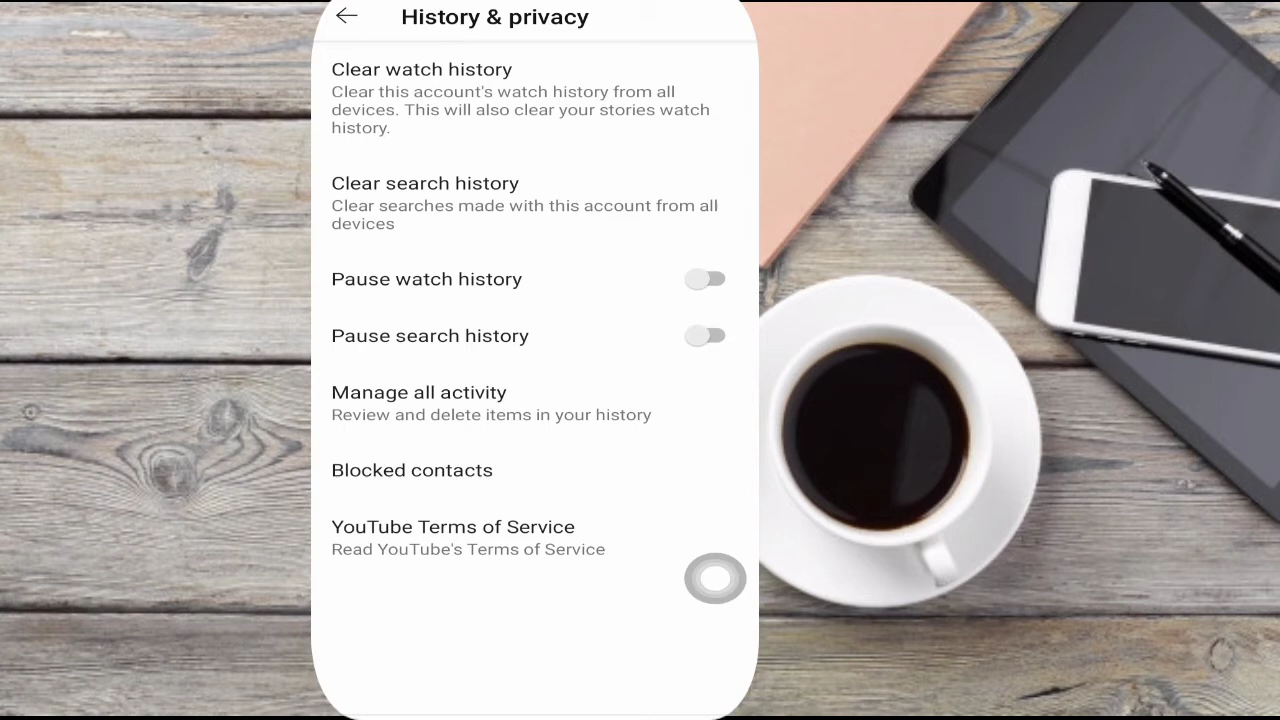 History & privacy
Clear watch history
Clear this account's watch history from all
devices. This will also clear your stories watch
history.
Clear search history
Clear searches made with this account from all
devices
Pause watch history
Pause search history
Manage all activity
Review and delete items in your history
Blocked contacts
YouTube Terms of Service
Read YouTube's Terms of Service